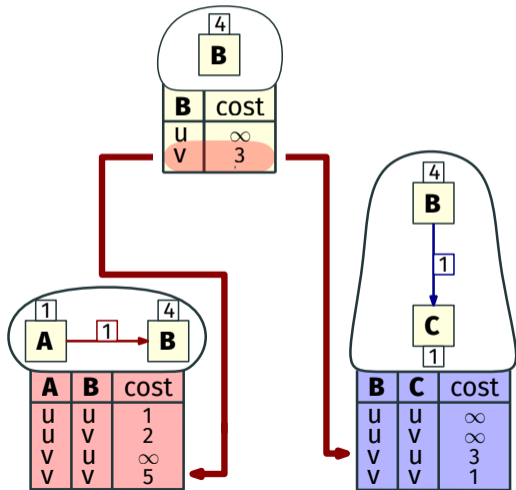 4
B
B cost
u ∞
v 3
4
B
1
C
1
1 4
A 1 B
A B cost
u u 1
u v 2
v u ∞
v v 5
B C cost
u u ∞
u v ∞
v u 3
v v 1